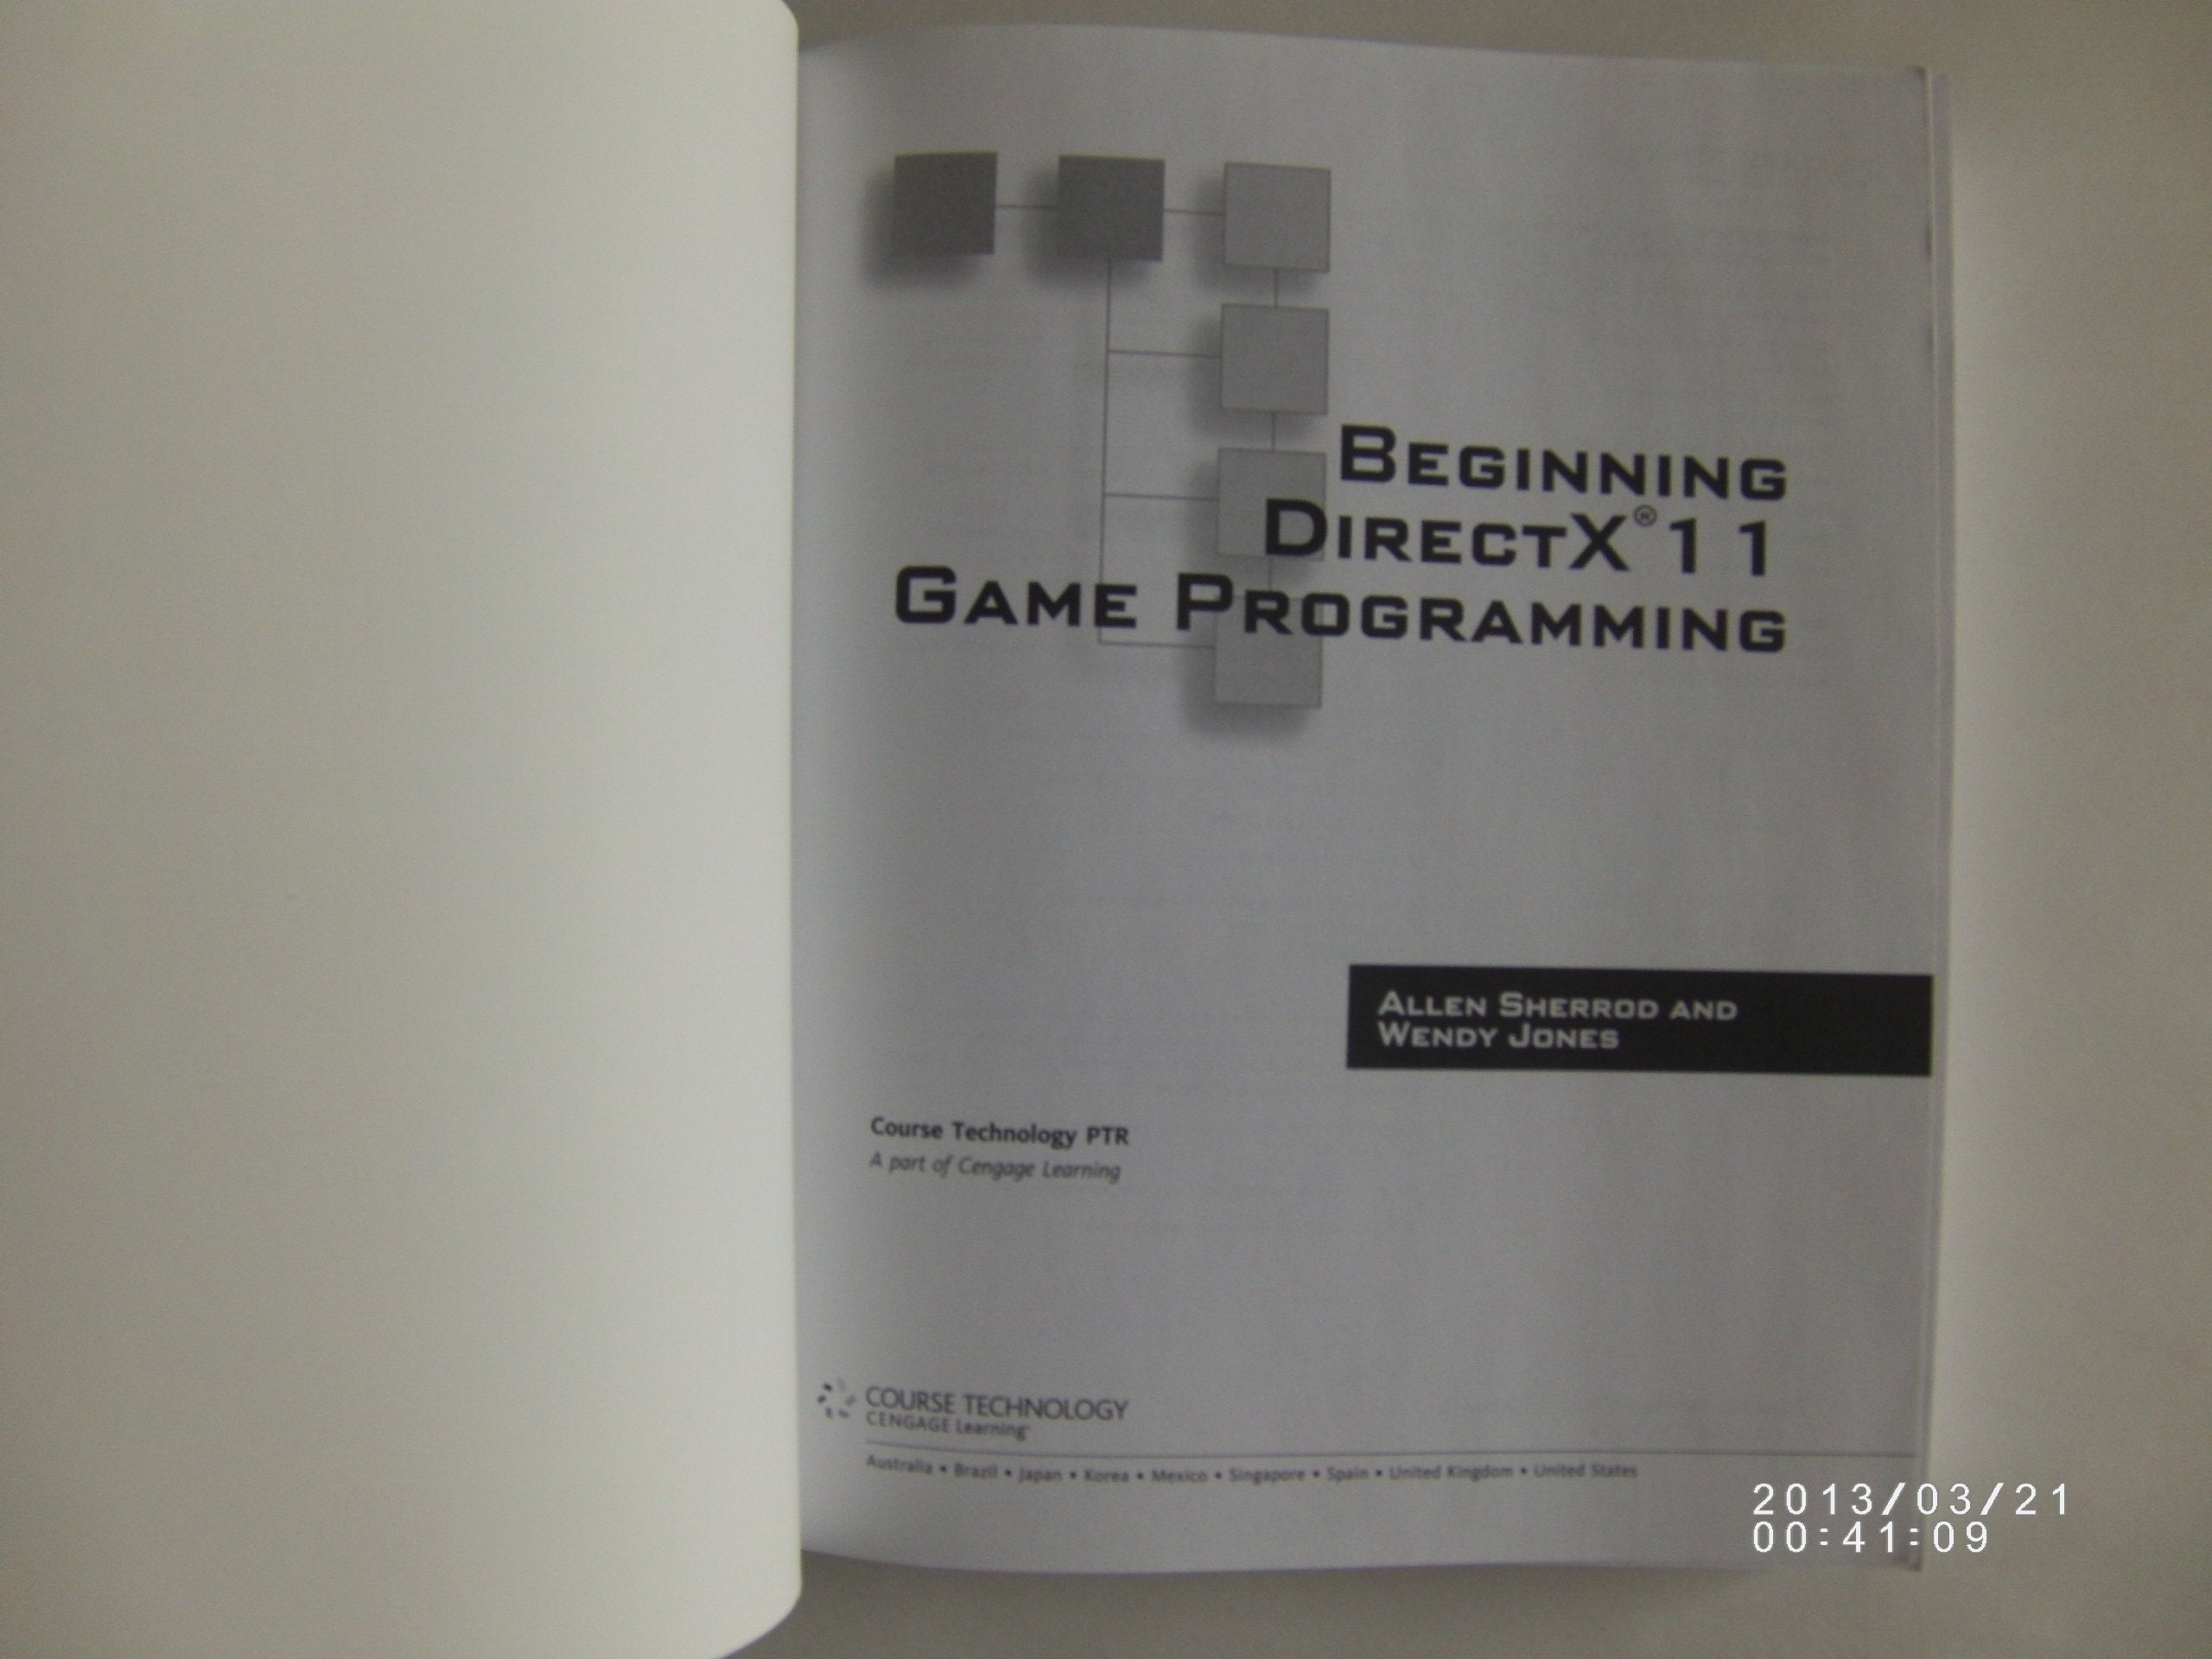 BEGINNING
DIRECTX®11
GAME PROGRAMMING
ALLEN SHERROD AND
WENDY JONES
Course Technology PTR
A part of Cengage Learning
COURSE TECHNOLOGY
CENGAGE Learning™
Australia • Brazil • Japan • Korea • Mexico • Singapore • Spain • United Kingdom • United States
2013/03/21
00:41:09